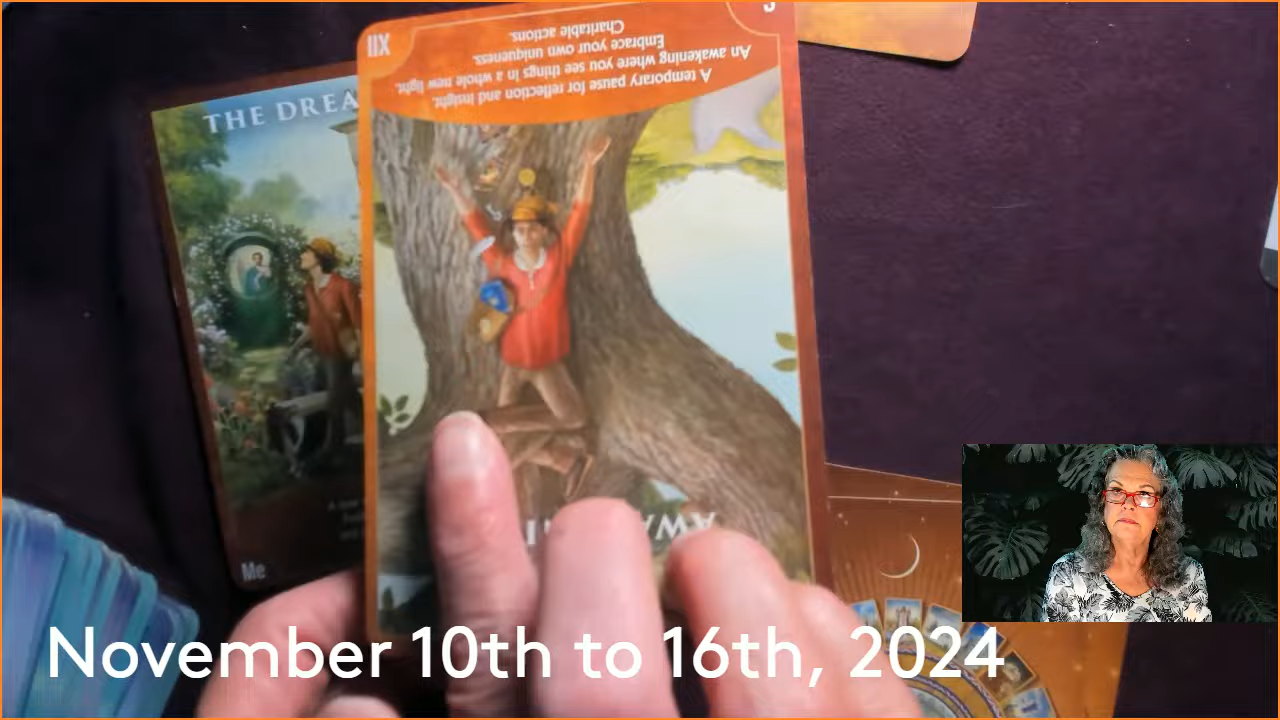 XII
A temporary pause for reflection and insight.
An awakening where you see things in a whole new light.
Embrace your own uniqueness.
Charitable actions.
THE DREA
Me
November 10th to 16th, 2024